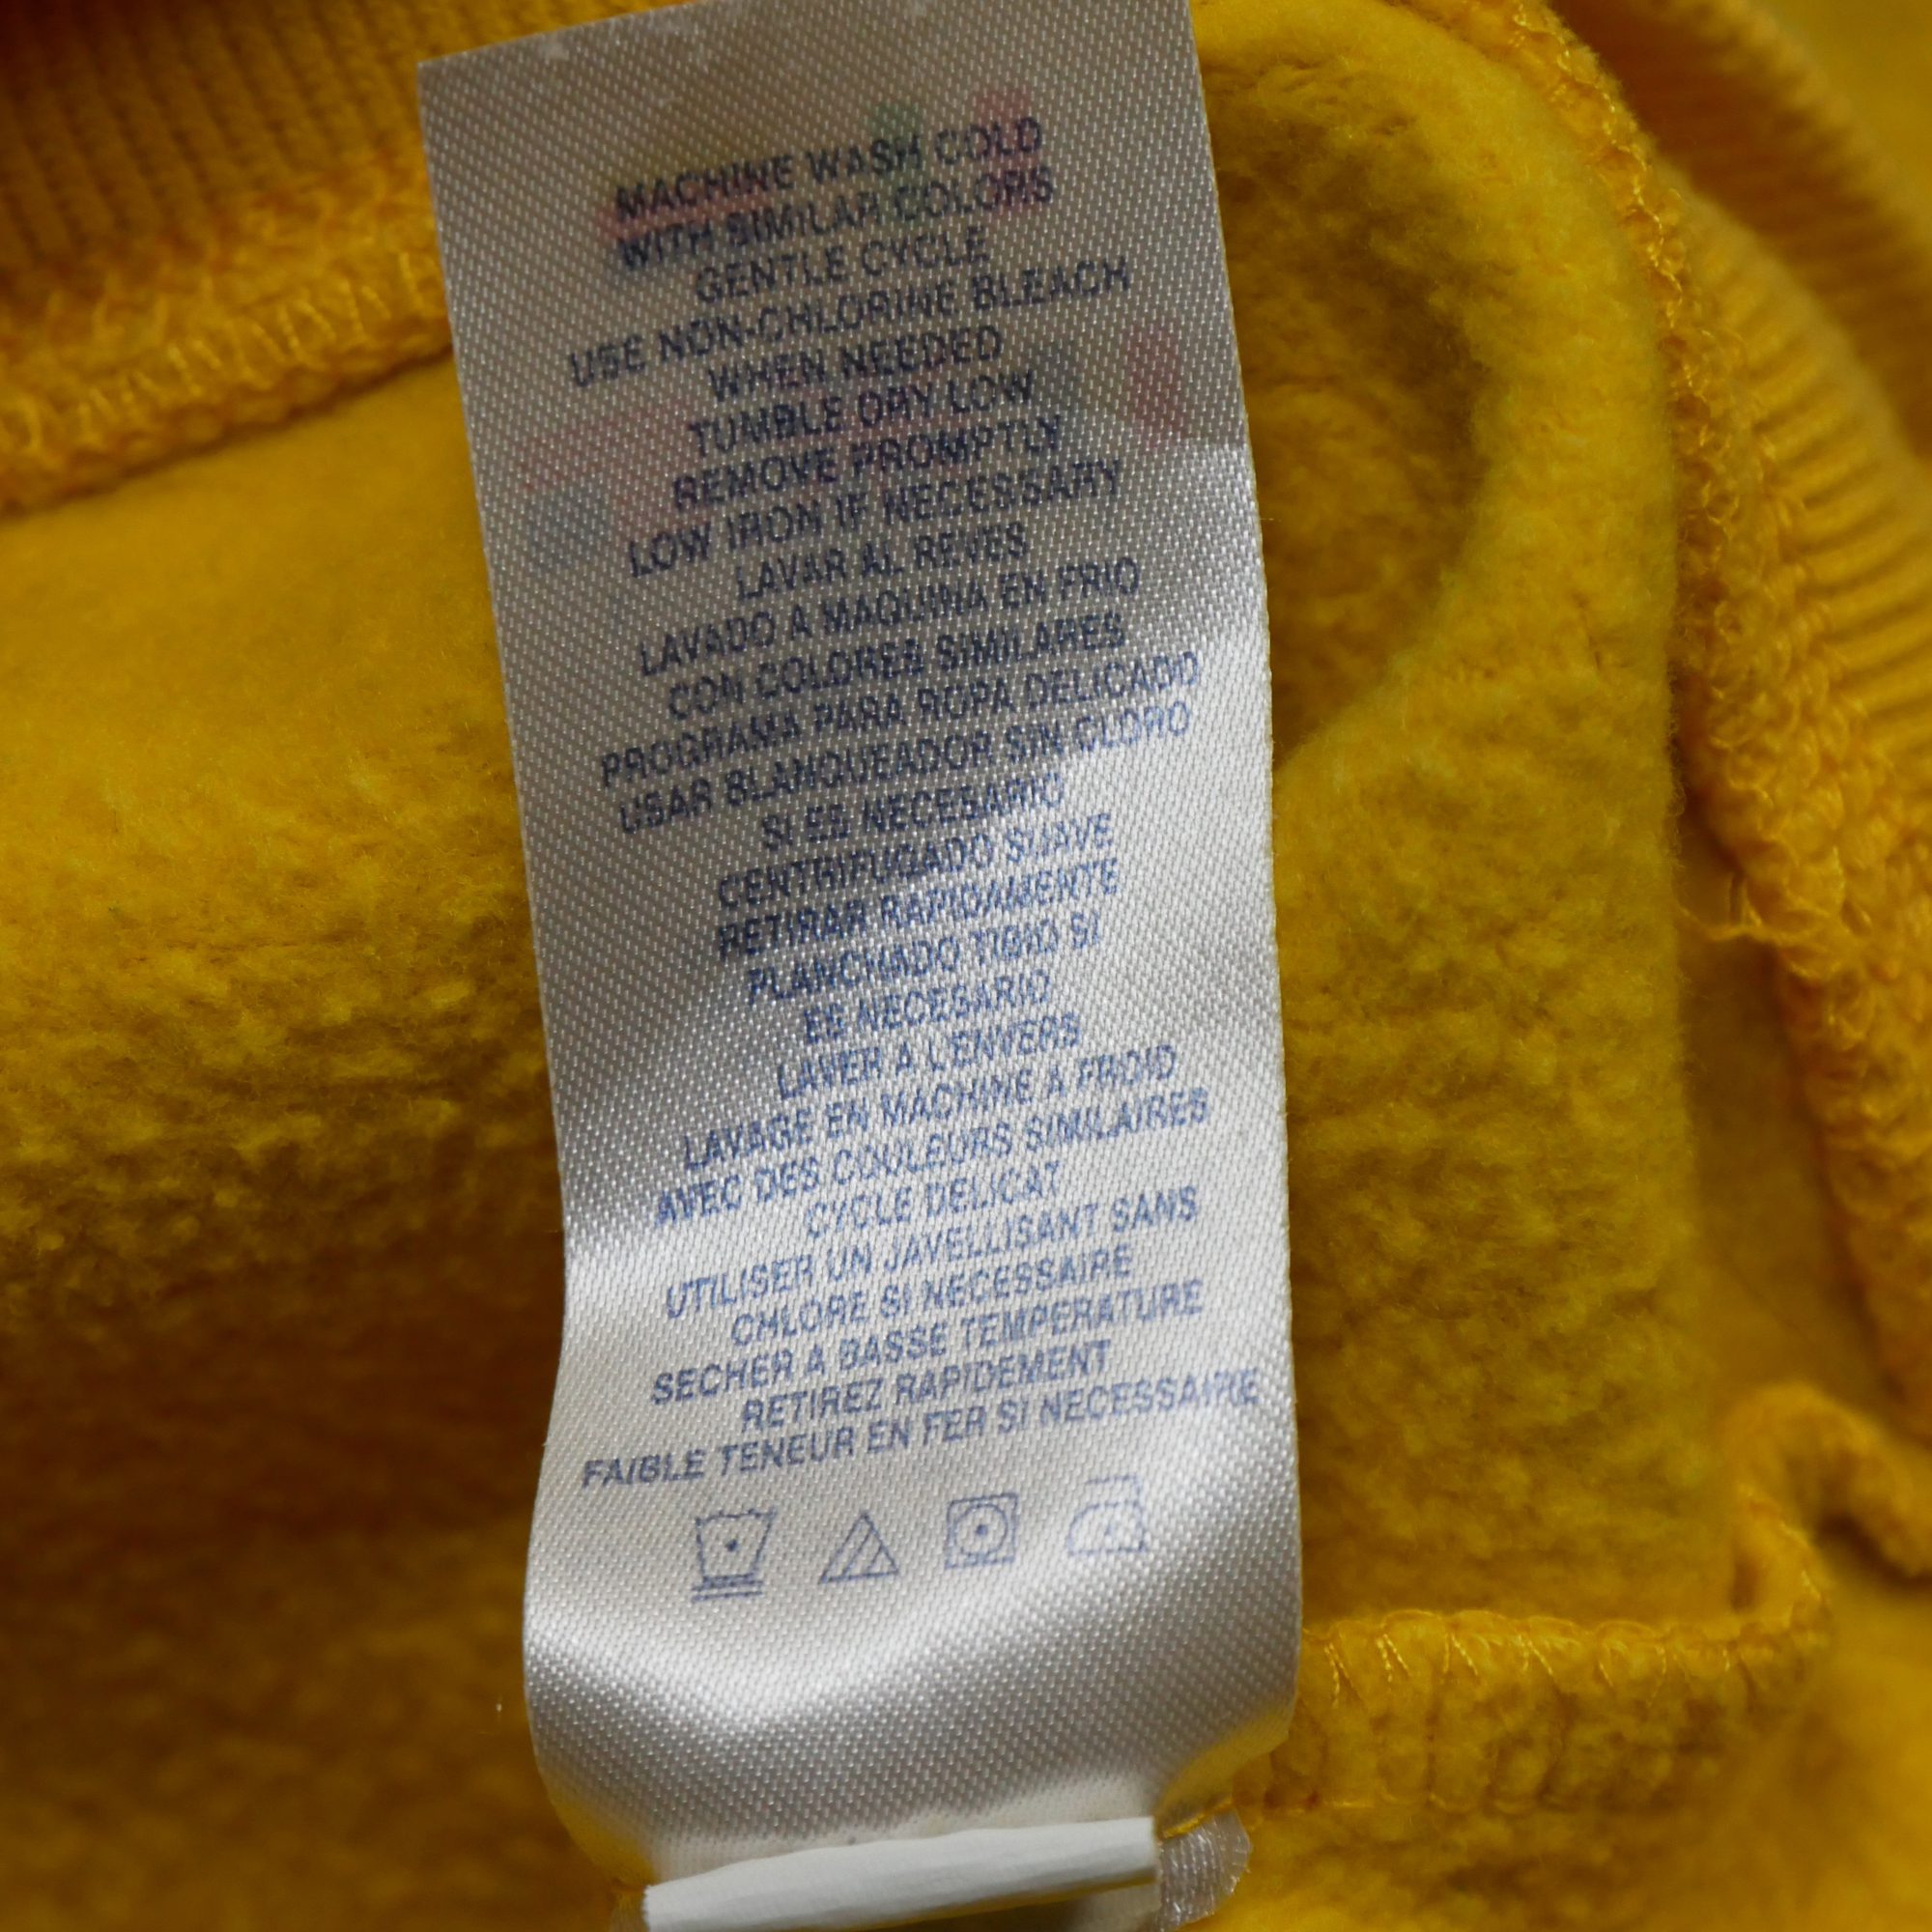 MACHINE WASH COLD
WITH SIMILAR COLORS
GENTLE CYCLE
USE NON-CHLORINE BLEACH
WHEN NEEDED
TUMBLE DRY LOW
REMOVE PROMPTLY
LOW IRON IF NECESSARY
LAVAR AL REVES
LAVADO A MAQUINA EN FRIO
CON COLORES SIMILARES
PROGRAMA PARA ROPA DELICADO
USAR BLANQUEADOR SIN CLORO
SI ES NECESARIO
CENTRIFUGADO SUAVE
RETIRAR RAPIDAMENTE
PLANCHADO TIBIO SI
ES NECESARIO
LAVER A L'ENVERS
LAVAGE EN MACHINE A FROID
AVEC DES COULEURS SIMILAIRES
CYCLE DELICAT
UTILISER UN JAVELLISANT SANS
CHLORE SI NECESSAIRE
SECHER A BASSE TEMPERATURE
RETIREZ RAPIDEMENT
FAIBLE TENEUR EN FER SI NECESSAIRE